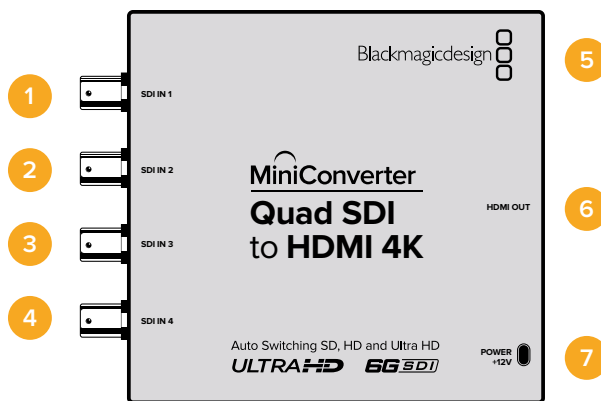 Blackmagicdesign
1
SDI IN 1
5
2
SDI IN 2
MiniConverter
Quad SDI
to HDMI 4K
HDMI OUT
6
3
SDI IN 3
4
SDI IN 4
Auto Switching SD, HD and Ultra HD
ULTRAHD 6G SDI
POWER
+12V
7